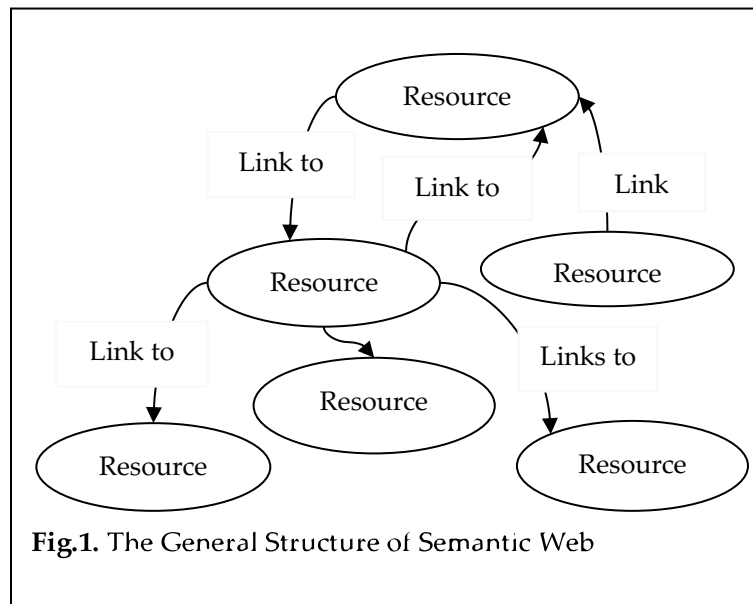 Resource
Link to
Link to
Link
Resource
Resource
Link to
Links to
Resource
Resource
Resource
Fig.1. The General Structure of Semantic Web